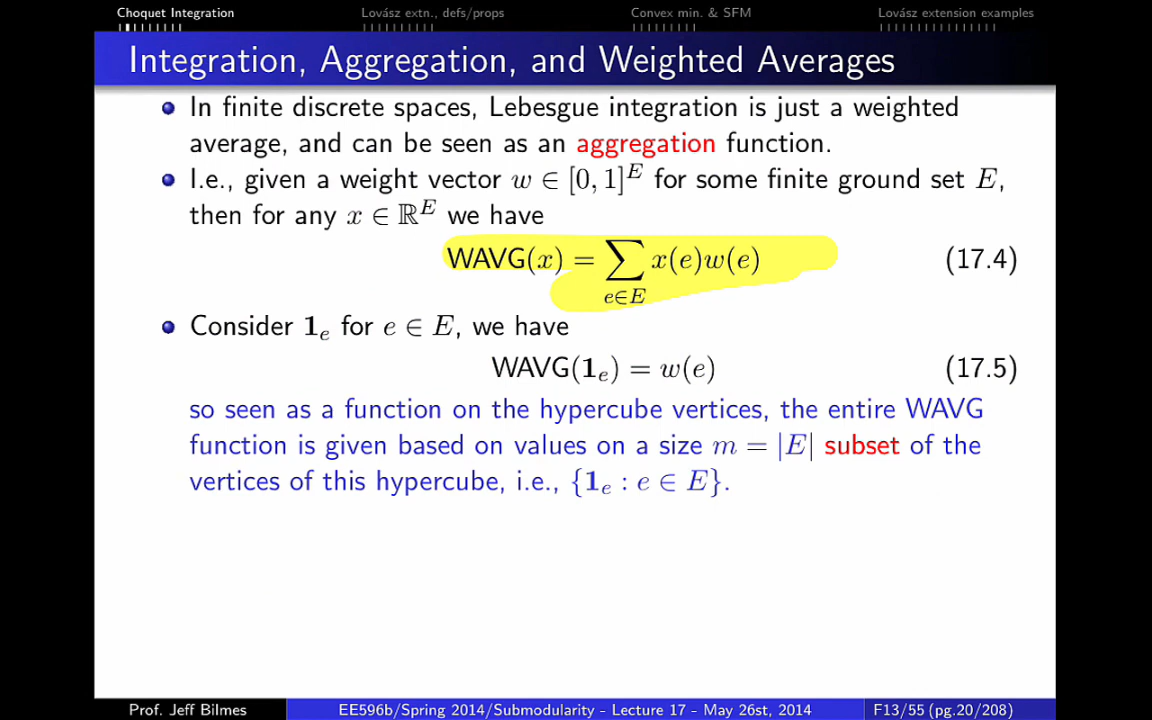 Choquet Integration Lovász extn., defs/props Convex min. & SFM Lovász extension examples
Integration, Aggregation, and Weighted Averages
In finite discrete spaces, Lebesgue integration is just a weighted
average, and can be seen as an aggregation function.
I.e., given a weight vector w ∈ [0, 1]^E for some finite ground set E,
then for any x ∈ ℝ^E we have
WAVG(x) = ∑_{e∈E} x(e)w(e) (17.4)
Consider 1_e for e ∈ E, we have
WAVG(1_e) = w(e) (17.5)
so seen as a function on the hypercube vertices, the entire WAVG
function is given based on values on a size m = |E| subset of the
vertices of this hypercube, i.e., {1_e : e ∈ E}.
Prof. Jeff Bilmes EE596b/Spring 2014/Submodularity - Lecture 17 - May 26st, 2014 F13/55 (pg.20/208)